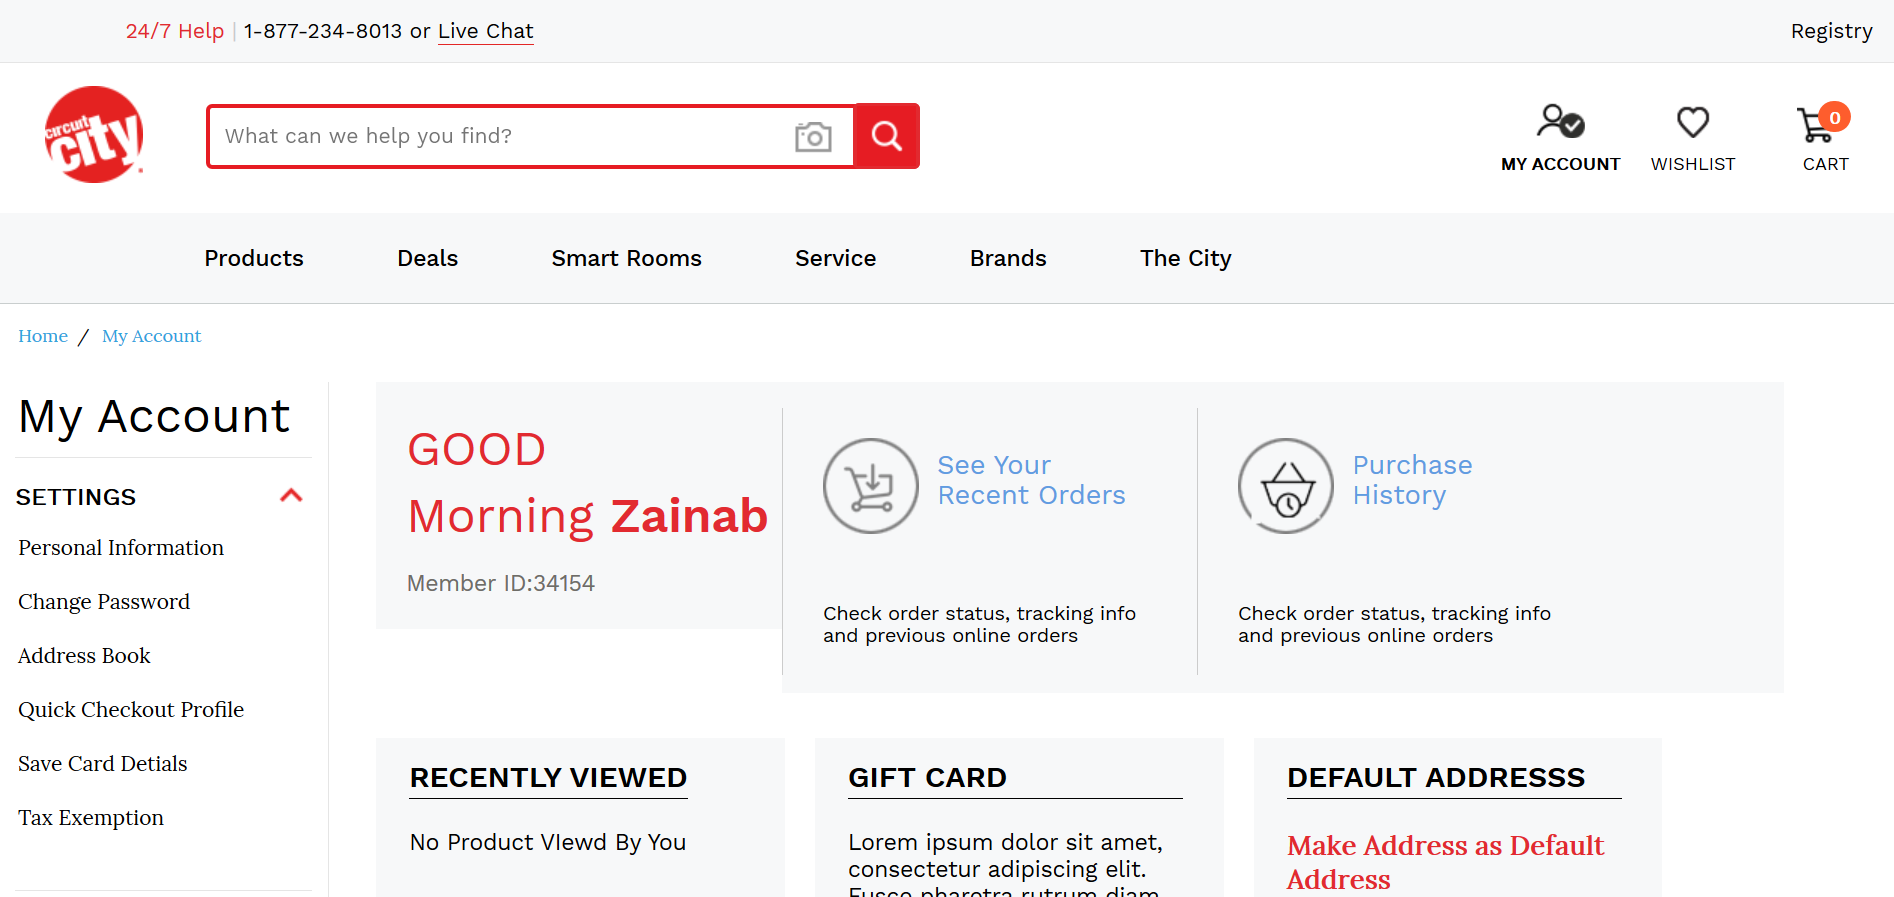 24/7 Help | 1-877-234-8013 or Live Chat
Registry
circuit
city
What can we help you find?
MY ACCOUNT
WISHLIST
0
CART
Products
Deals
Smart Rooms
Service
Brands
The City
Home / My Account
My Account
SETTINGS
Personal Information
Change Password
Address Book
Quick Checkout Profile
Save Card Detials
Tax Exemption
GOOD
Morning Zainab
Member ID:34154
See Your
Recent Orders
Check order status, tracking info
and previous online orders
Purchase
History
Check order status, tracking info
and previous online orders
RECENTLY VIEWED
No Product VIewd By You
GIFT CARD
Lorem ipsum dolor sit amet,
consectetur adipiscing elit.
Fusce pharetra rutrum diam
DEFAULT ADDRESSS
Make Address as Default
Address